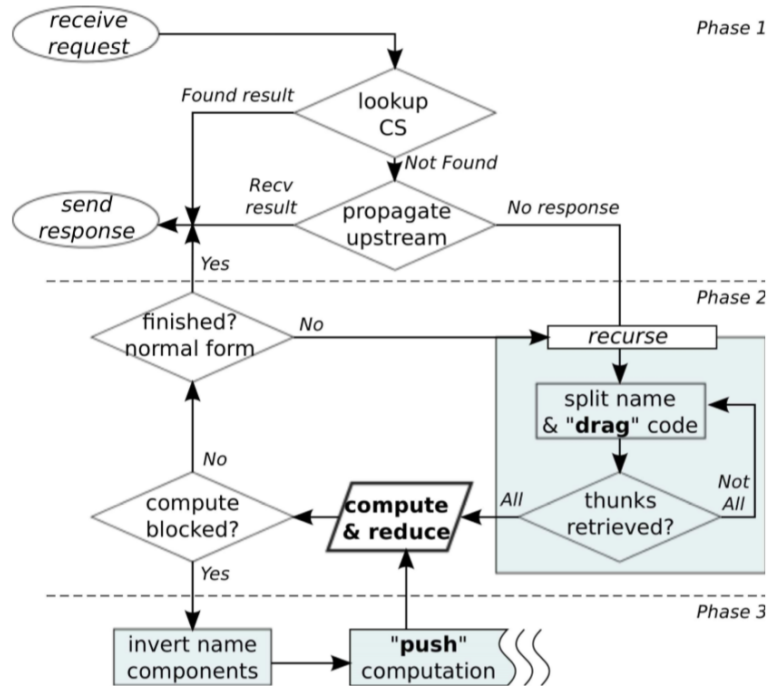 receive
request
Phase 1
Found result
lookup
CS
Not Found
Recv
result
send
response
propagate
upstream
No response
Yes
Phase 2
finished?
normal form
No
recurse
split name
& "drag" code
No
compute
blocked?
compute
& reduce
All
thunks
retrieved?
Not
All
Yes
Phase 3
invert name
components
"push"
computation